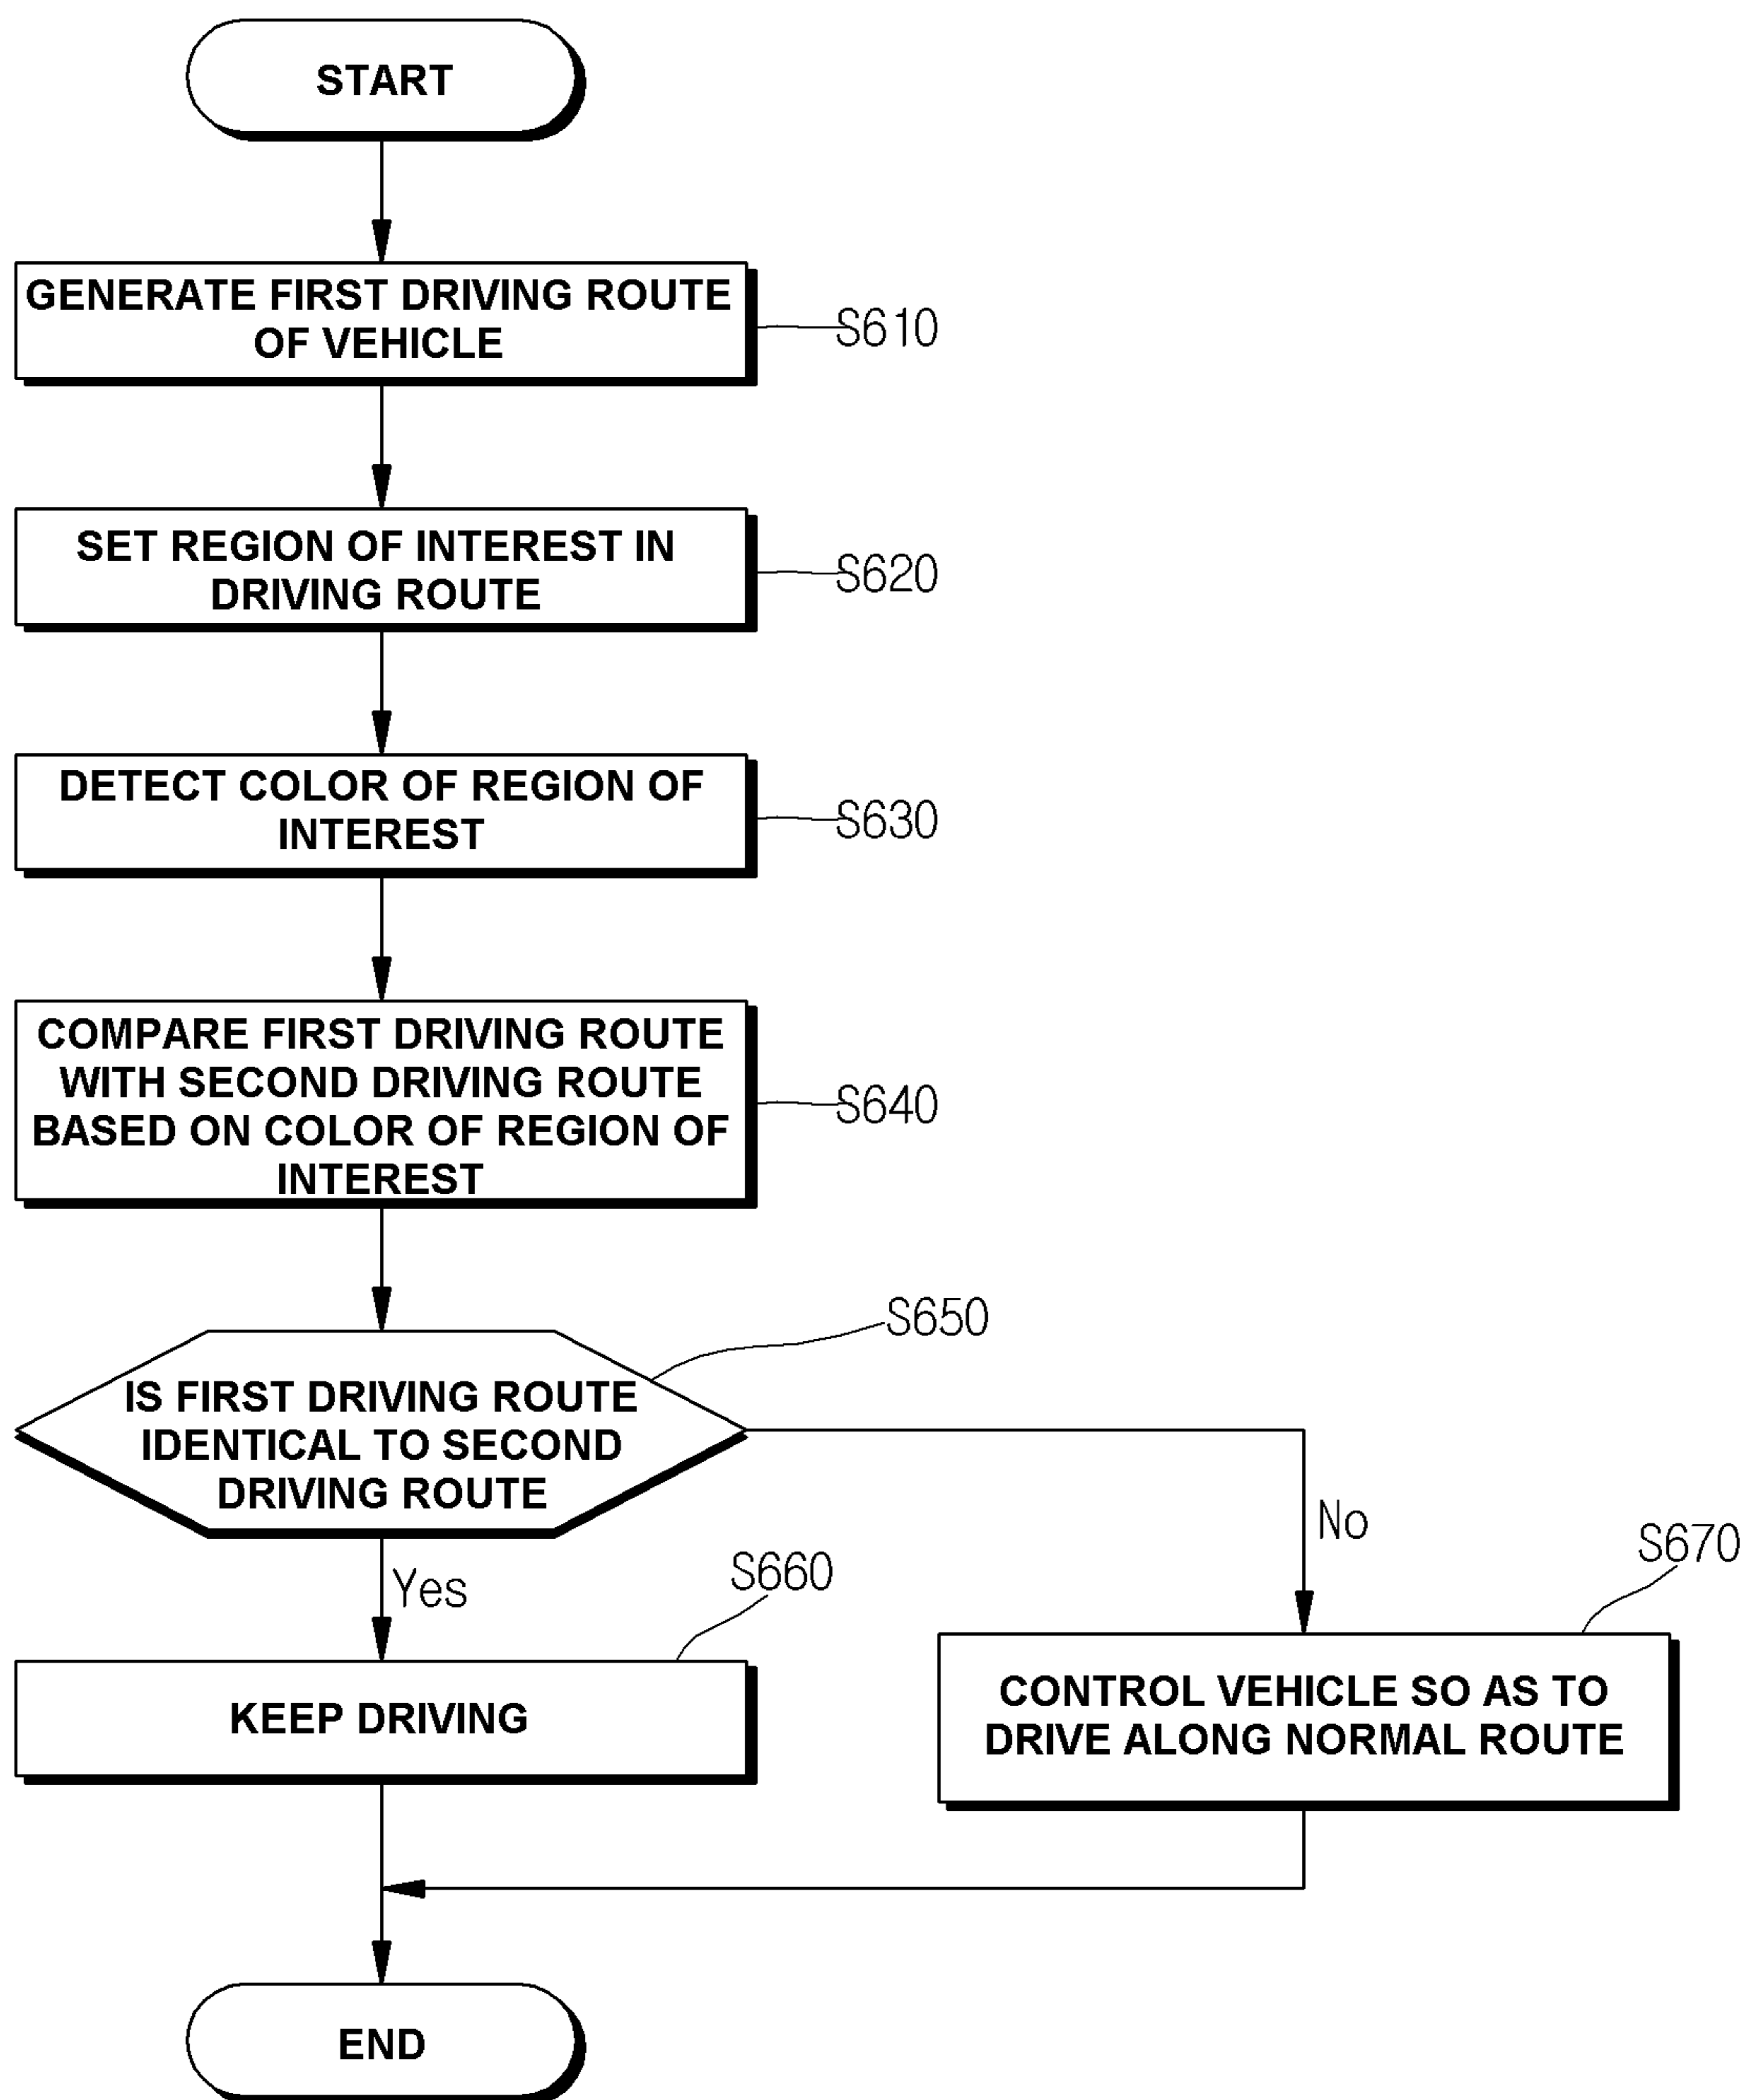 START
GENERATE FIRST DRIVING ROUTE
OF VEHICLE
S610
SET REGION OF INTEREST IN
DRIVING ROUTE
S620
DETECT COLOR OF REGION OF
INTEREST
S630
COMPARE FIRST DRIVING ROUTE
WITH SECOND DRIVING ROUTE
BASED ON COLOR OF REGION OF
INTEREST
S640
S650
IS FIRST DRIVING ROUTE
IDENTICAL TO SECOND
DRIVING ROUTE
No
Yes
S660
S670
KEEP DRIVING
CONTROL VEHICLE SO AS TO
DRIVE ALONG NORMAL ROUTE
END